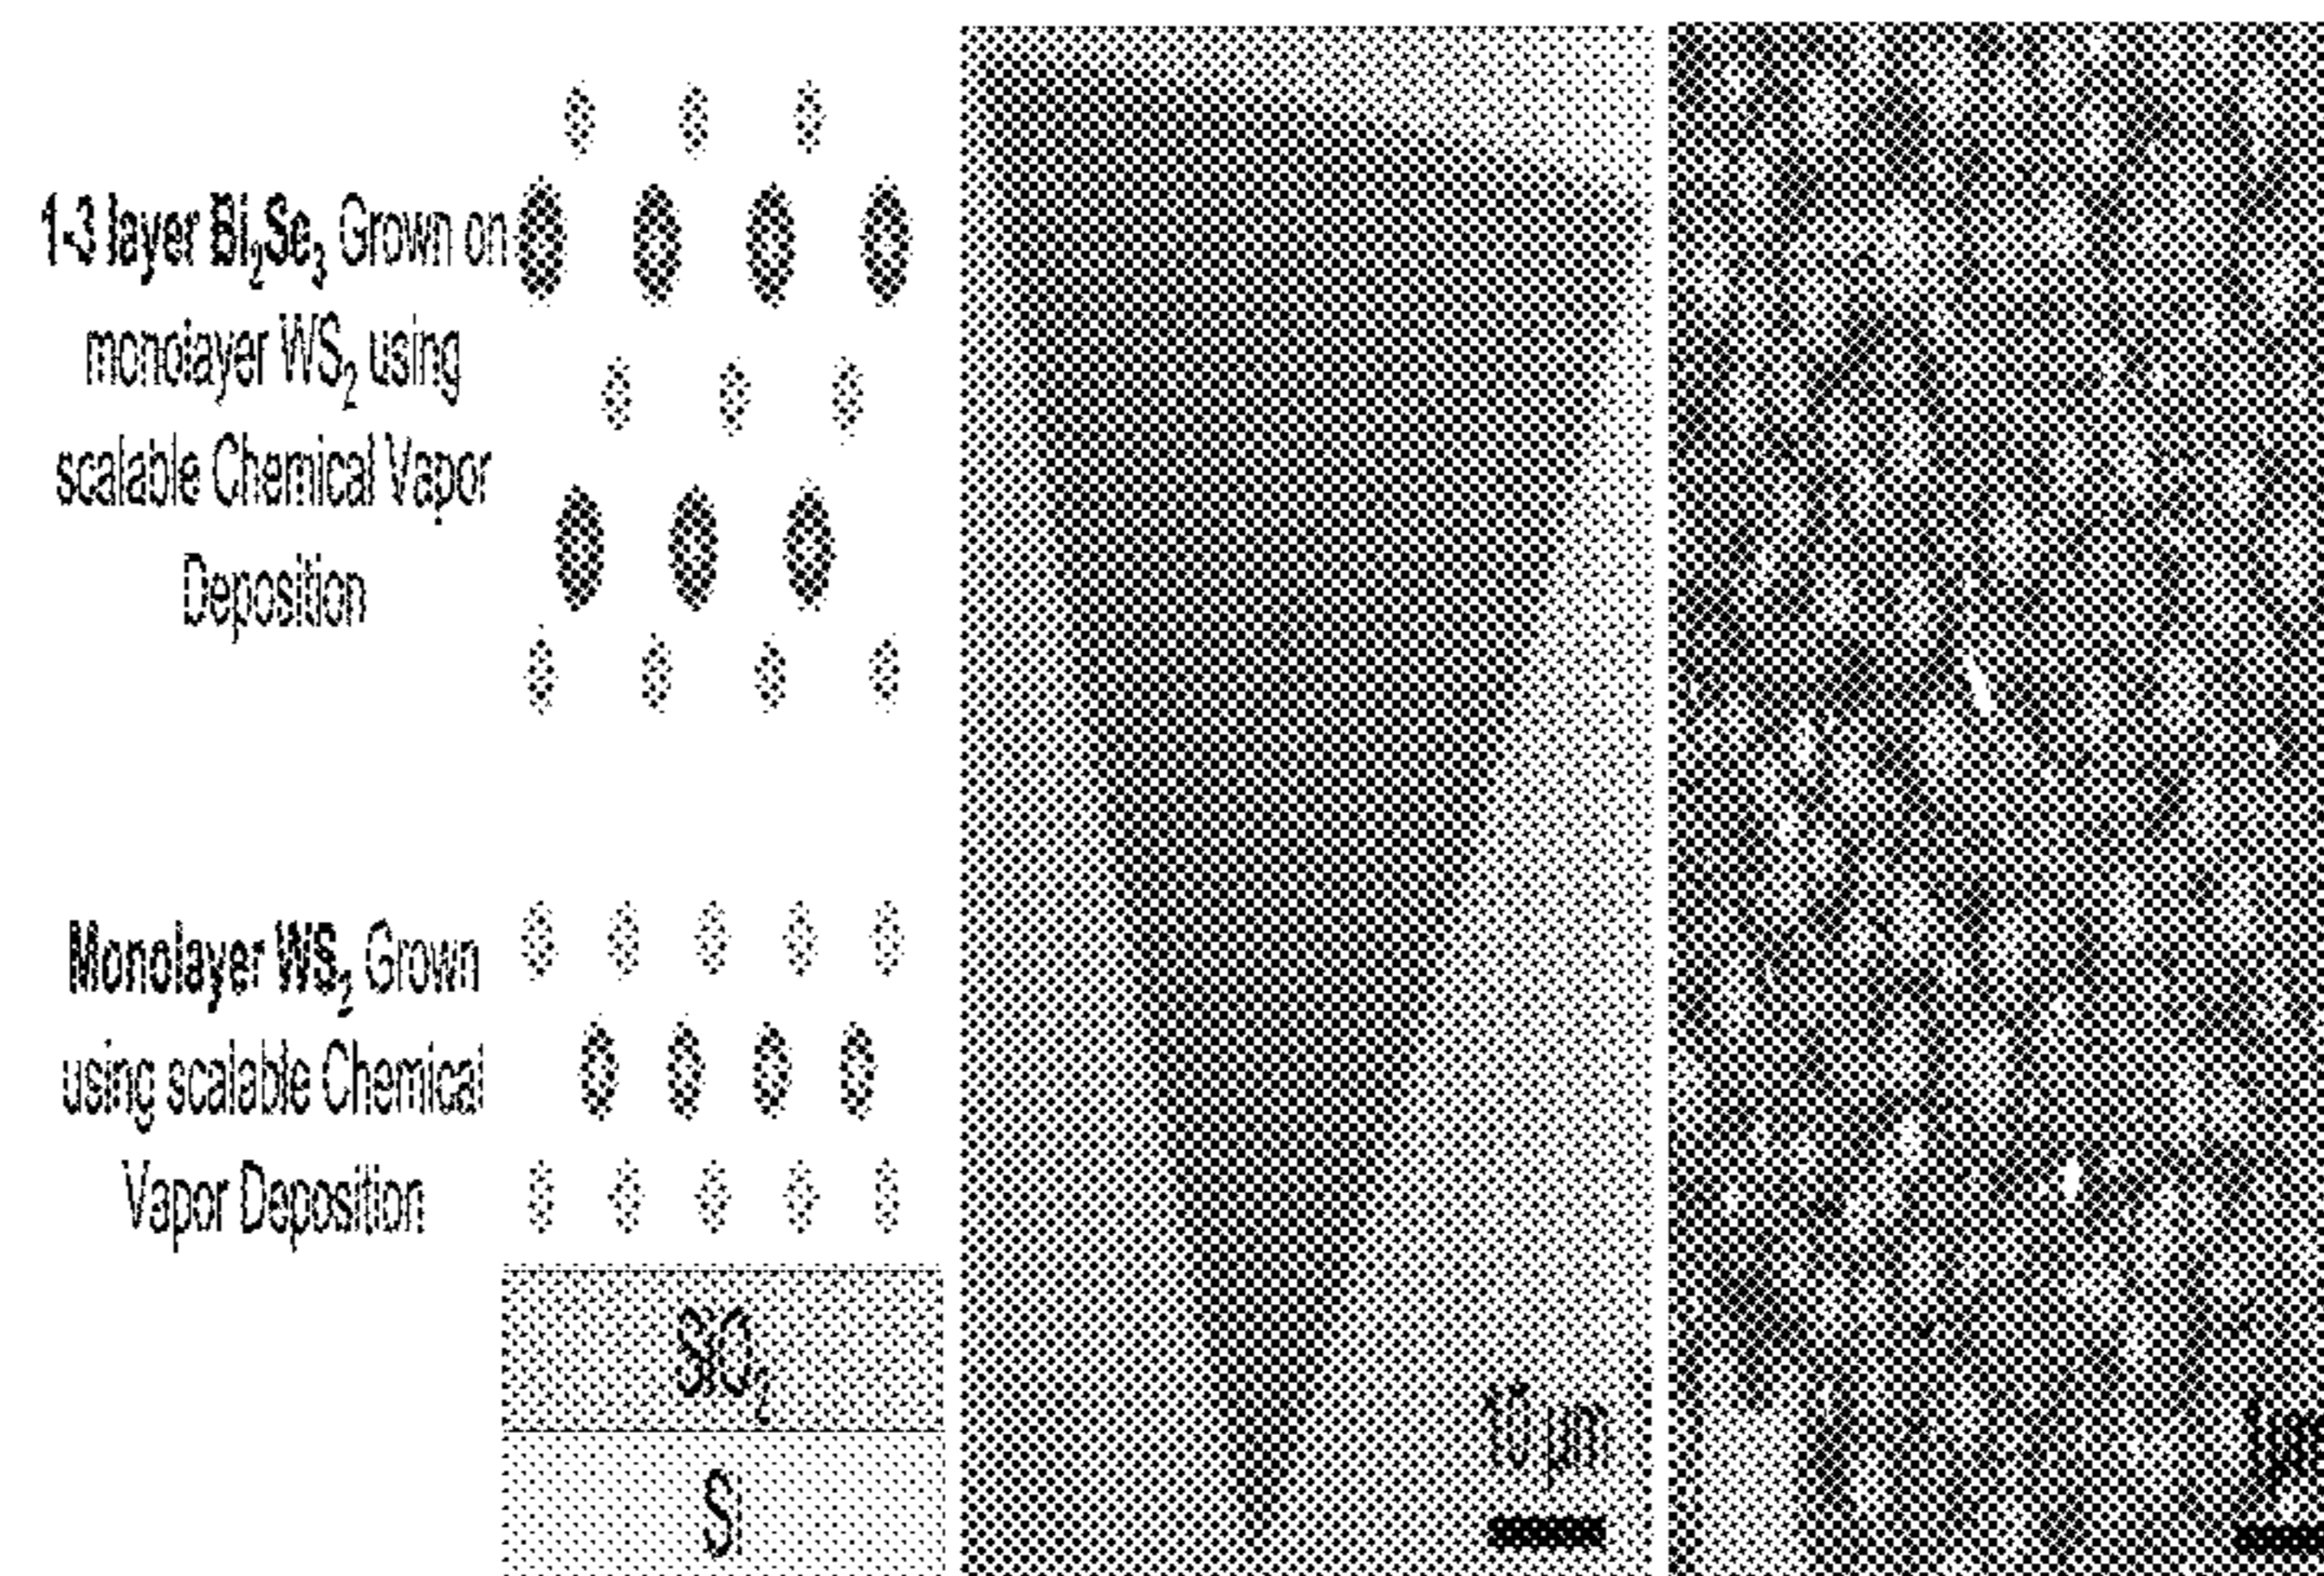 1-3 layer Bi₂Se₃ Grown on
monolayer WS₂ using
scalable Chemical Vapor
Deposition
Monolayer WS₂ Grown
using scalable Chemical
Vapor Deposition
SiO₂
Si
10 μm